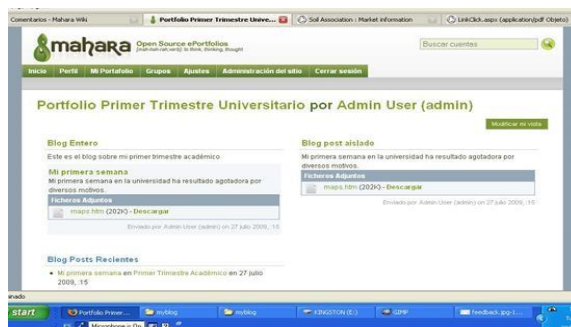 Comentarios - Mahara Wiki
Portfolio Primer Trimestre Unive...
Soil Association : Market information
LinkClick.aspx (application/pdf Objeto)
mahara
Open Source ePortfolios
Buscar cuentas
Inicio Perfil Mi Portafolio Grupos Ajustes Administración del sitio Cerrar sesión
Portfolio Primer Trimestre Universitario por Admin User (admin)
Modificar mi vista
Blog Entero
Este es el blog sobre mi primer trimestre académico
Mi primera semana
Mi primera semana en la universidad ha resultado agotadora por
diversos motivos.
Ficheros Adjuntos
maps.htm (202K) - Descargar
Enviado por Admin User (admin) on 27 julio 2009, :15
Blog Posts Recientes
Mi primera semana en Primer Trimestre Académico en 27 julio
2009, :15
Blog post aislado
Mi primera semana en la universidad ha resultado agotadora por
diversos motivos.
Ficheros Adjuntos
maps.htm (202K) - Descargar
Enviado por Admin User (admin) on 27 julio 2009, :15
start
Portfolio Primer...
myblog
myblog
KINGSTON (E:)
GIMP
feedback.jpg-1...
Microphone is On